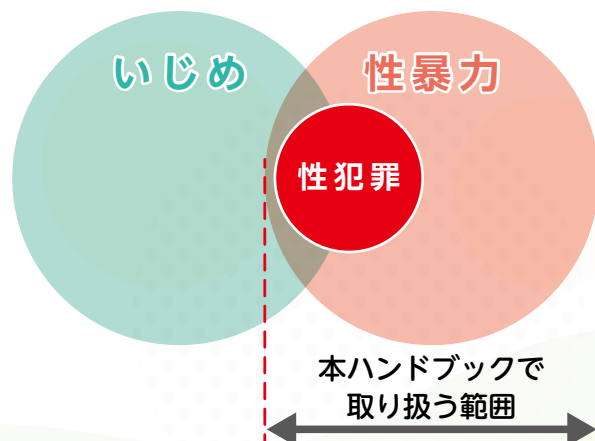 いじめ
性暴力
性犯罪
本ハンドブックで
取り扱う範囲